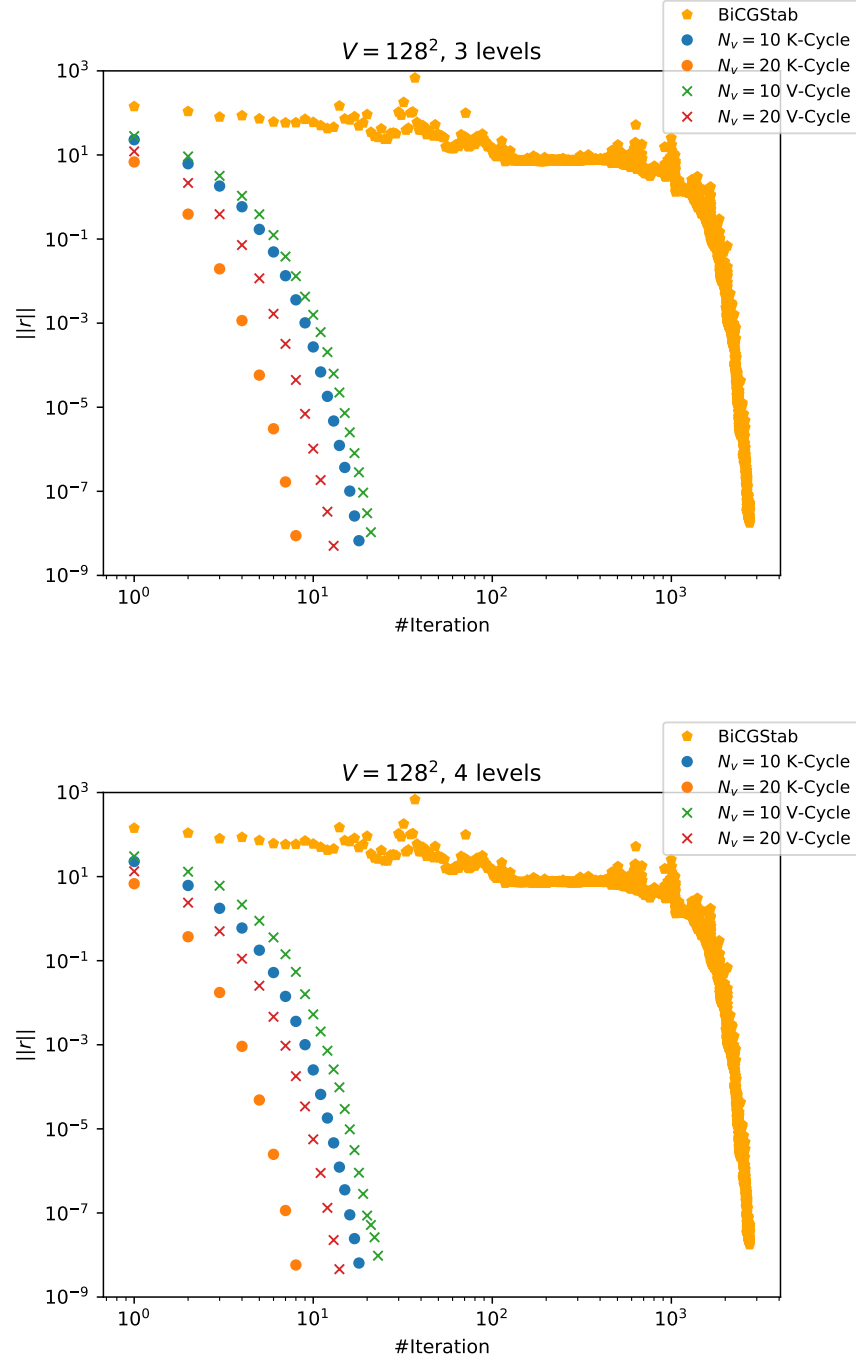 BiCGStab
N_v = 10 K-Cycle
N_v = 20 K-Cycle
N_v = 10 V-Cycle
N_v = 20 V-Cycle
V = 128², 3 levels
10³
10¹
10⁻¹
10⁻³
10⁻⁵
10⁻⁷
10⁻⁹
||r||
10⁰ 10¹ 10² 10³
#Iteration
BiCGStab
N_v = 10 K-Cycle
N_v = 20 K-Cycle
N_v = 10 V-Cycle
N_v = 20 V-Cycle
V = 128², 4 levels
10³
10¹
10⁻¹
10⁻³
10⁻⁵
10⁻⁷
10⁻⁹
||r||
10⁰ 10¹ 10² 10³
#Iteration